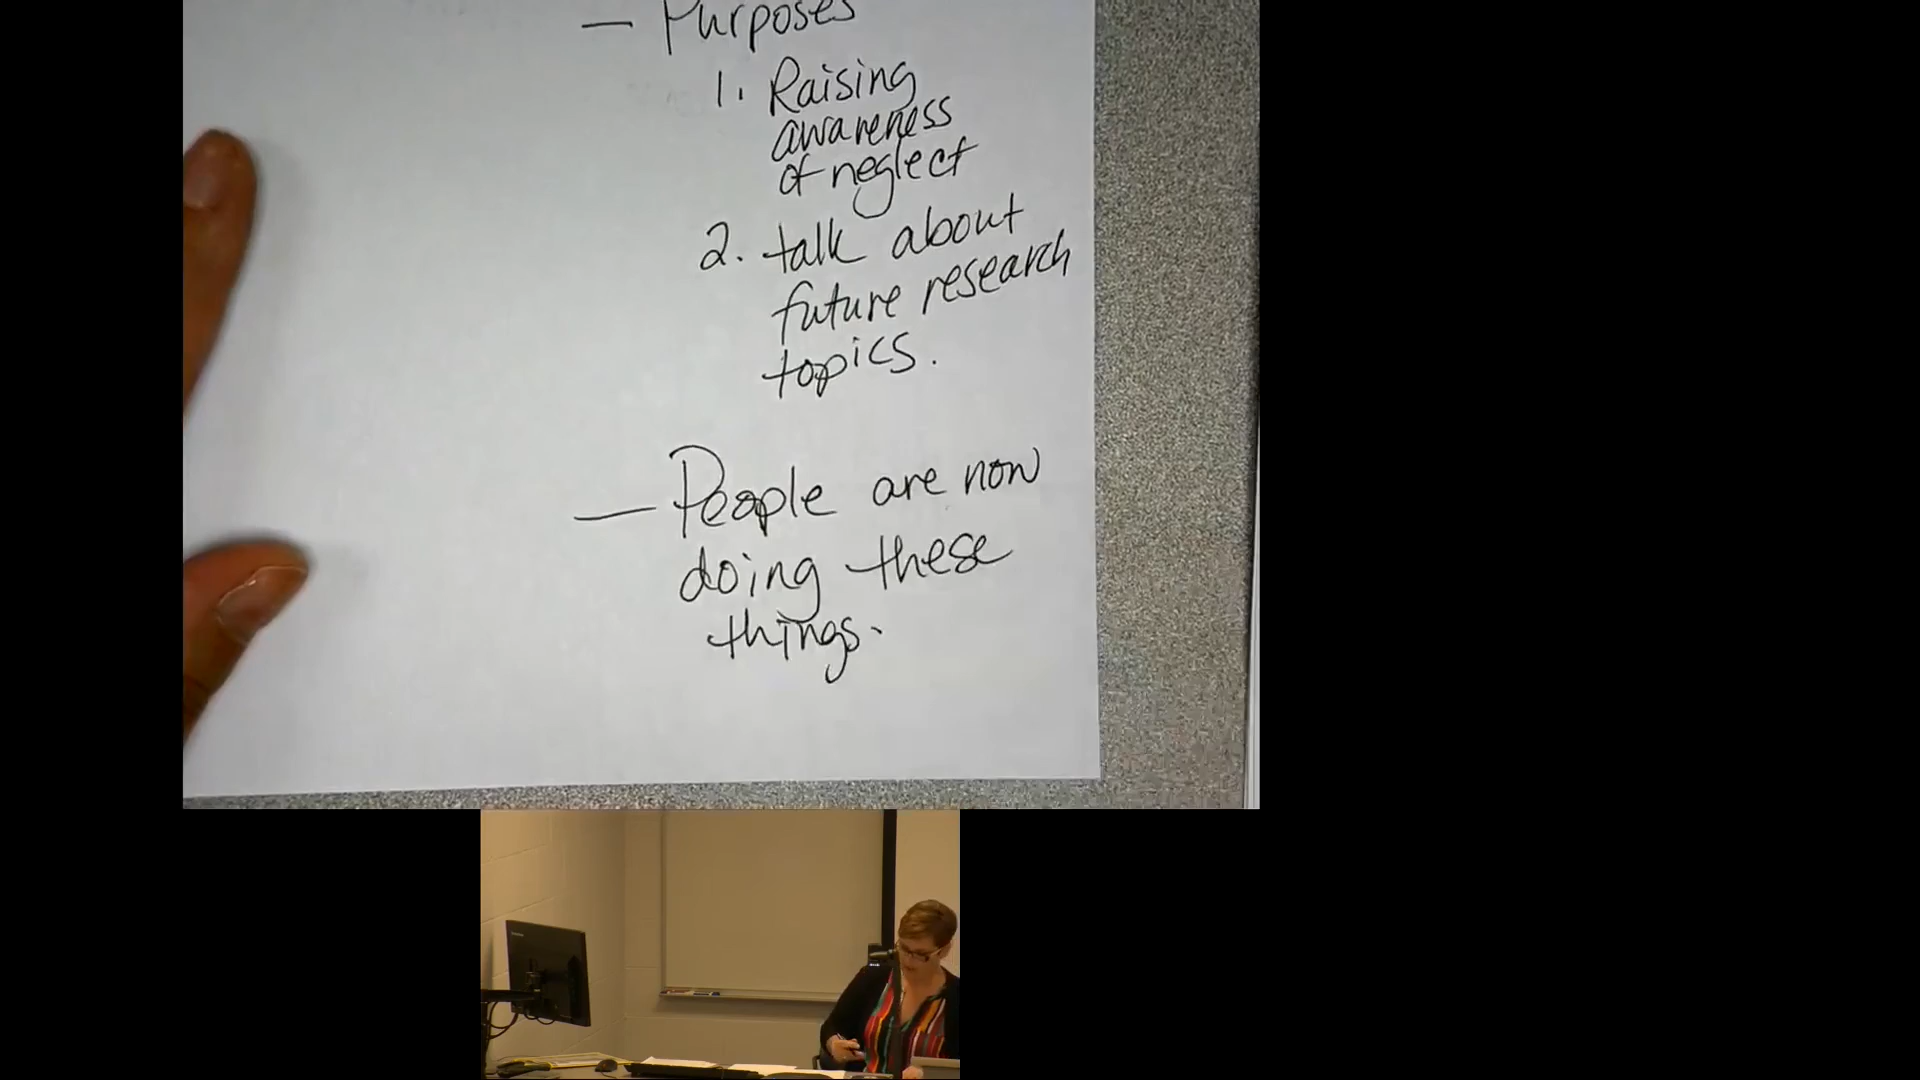 — Purposes
1. Raising
awareness
of neglect
2. talk about
future research
topics.
— People are now
doing these
things.